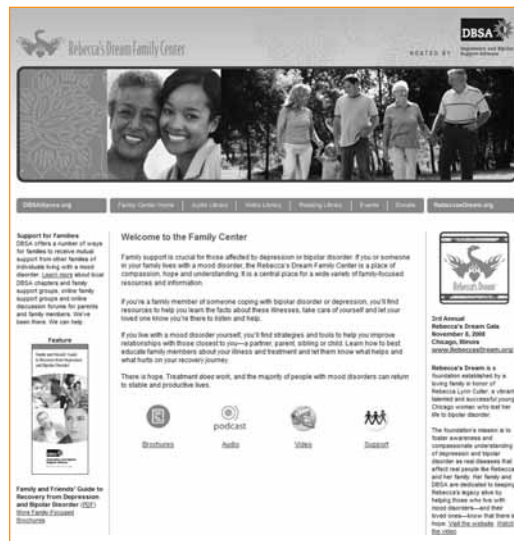 Rebecca's Dream Family Center
HOSTED BY
DBSA
Depression and Bipolar
Support Alliance
DBSAlliance.org
Family Center Home
Audio Library
Video Library
Reading Library
Events
Donate
RebeccasDream.org
Support for Families
DBSA offers a number of ways
for families to receive mutual
support from other families of
individuals living with a mood
disorder. Learn more about local
DBSA chapters and family
support groups, online family
support groups and online
discussion forums for parents
and family members. We've
been there. We can help.
Feature
Family and Friends' Guide to
Recovery from Depression
and Bipolar Disorder
Family and Friends' Guide to
Recovery from Depression
and Bipolar Disorder (PDF)
More Family-Focused
Brochures
Welcome to the Family Center
Family support is crucial for those affected by depression or bipolar disorder. If you or someone
in your family lives with a mood disorder, the Rebecca's Dream Family Center is a place of
compassion, hope and understanding. It is a central place for a wide variety of family-focused
resources and information.
If you're a family member of someone coping with bipolar disorder or depression, you'll find
resources to help you learn the facts about these illnesses, take care of yourself and let your
loved one know you're there to listen and help.
If you live with a mood disorder yourself, you'll find strategies and tools to help you improve
relationships with those closest to you—a partner, parent, sibling or child. Learn how to best
educate family members about your illness and treatment and let them know what helps and
what hurts on your recovery journey.
There is hope. Treatment does work, and the majority of people with mood disorders can return
to stable and productive lives.
podcast
Brochures
Audio
Video
Support
Rebecca's Dream
3rd Annual
Rebecca's Dream Gala
November 8, 2008
Chicago, Illinois
www.RebeccasDream.org
Rebecca's Dream is a
foundation established by a
loving family in honor of
Rebecca Lynn Cutler, a vibrant,
talented and successful young
Chicago woman who lost her
life to bipolar disorder.
The foundation's mission is to
foster awareness and
compassionate understanding
of depression and bipolar
disorder as real diseases that
affect real people like Rebecca
and her family. Her family and
DBSA are dedicated to keeping
Rebecca's legacy alive by
helping those who live with
mood disorders—and their
loved ones—know that there is
hope. Visit the website. Watch
the video.